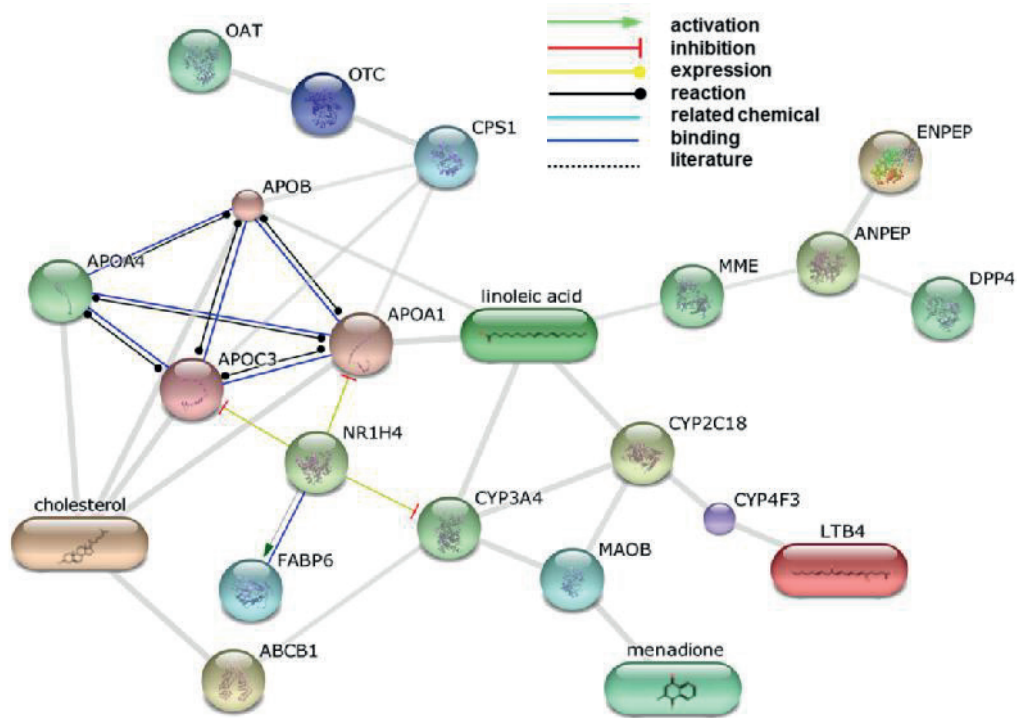 OAT
activation
inhibition
OTC
expression
reaction
CPS1
related chemical
binding
ENPEP
literature
APOB
ANPEP
APOA4
MME
DPP4
linoleic acid
APOA1
APOC3
NR1H4
CYP2C18
CYP3A4
cholesterol
CYP4F3
LTB4
FABP6
MAOB
ABCB1
menadione